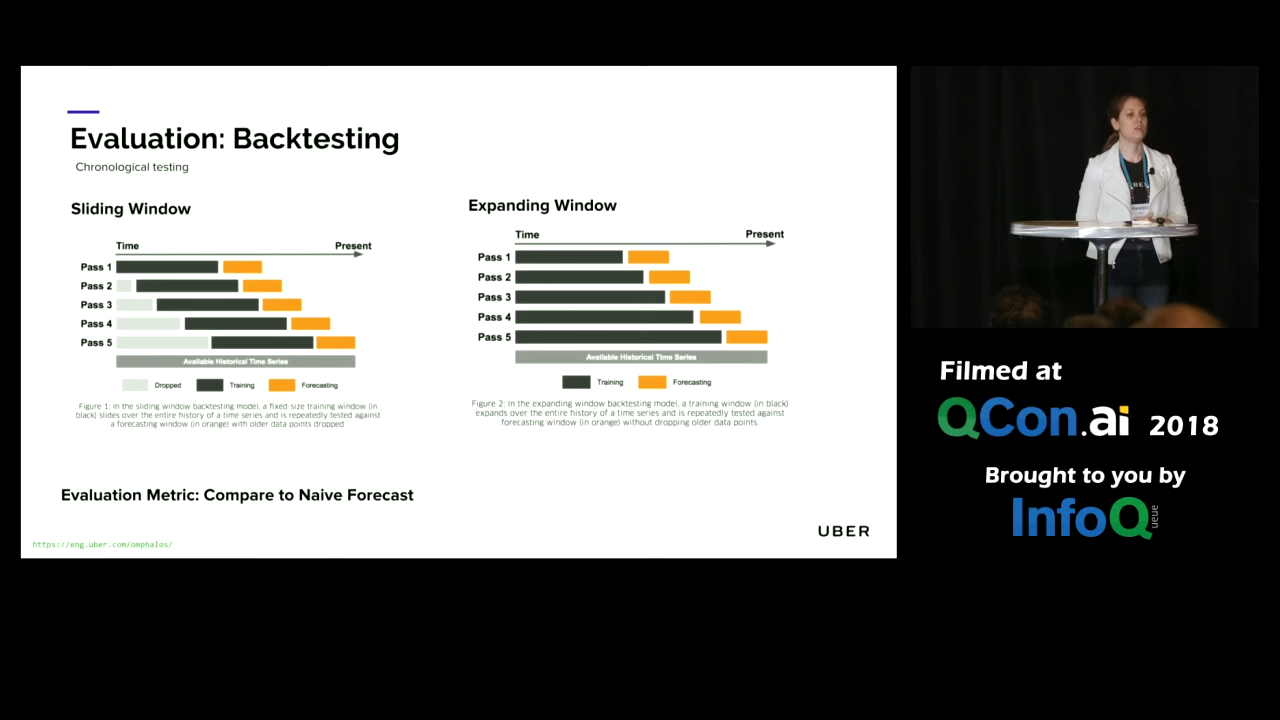 Evaluation: Backtesting
Chronological testing
Sliding Window
Time Present
Pass 1
Pass 2
Pass 3
Pass 4
Pass 5
Available Historical Time Series
Dropped Training Forecasting
Figure 1: In the sliding window backtesting model, a fixed-size training window (in
black) slides over the entire history of a time series and is repeatedly tested against
a forecasting window (in orange) with older data points dropped.
Expanding Window
Time Present
Pass 1
Pass 2
Pass 3
Pass 4
Pass 5
Available Historical Time Series
Training Forecasting
Figure 2: In the expanding window backtesting model, a training window (in black)
expands over the entire history of a time series and is repeatedly tested against
forecasting window (in orange) without dropping older data points.
Evaluation Metric: Compare to Naive Forecast
UBER
https://eng.uber.com/omphalos/
Filmed at
QCon.ai 2018
Brought to you by
InfoQueue